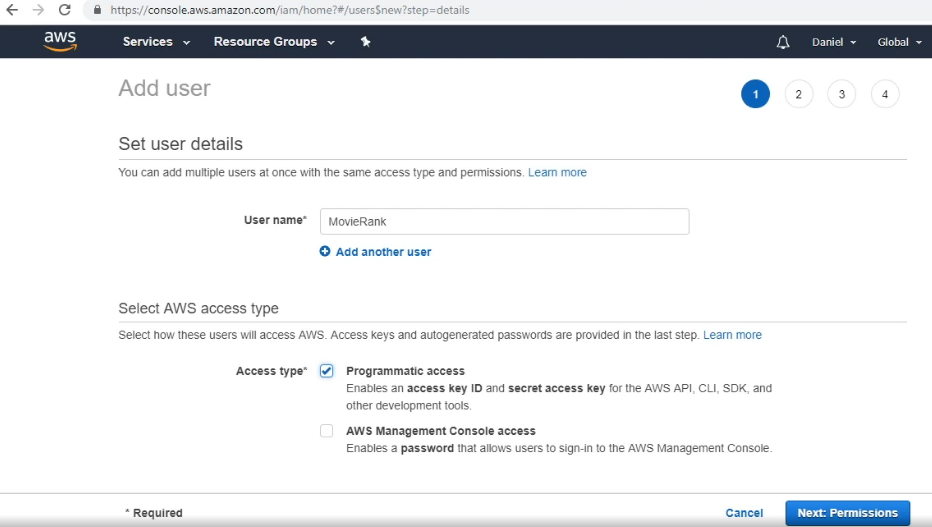 https://console.aws.amazon.com/iam/home?#/users$new?step=details
aws Services Resource Groups Daniel Global
Add user
1 2 3 4
Set user details
You can add multiple users at once with the same access type and permissions. Learn more
User name* MovieRank
Add another user
Select AWS access type
Select how these users will access AWS. Access keys and autogenerated passwords are provided in the last step. Learn more
Access type* Programmatic access
Enables an access key ID and secret access key for the AWS API, CLI, SDK, and
other development tools.
AWS Management Console access
Enables a password that allows users to sign-in to the AWS Management Console.
* Required Cancel Next: Permissions